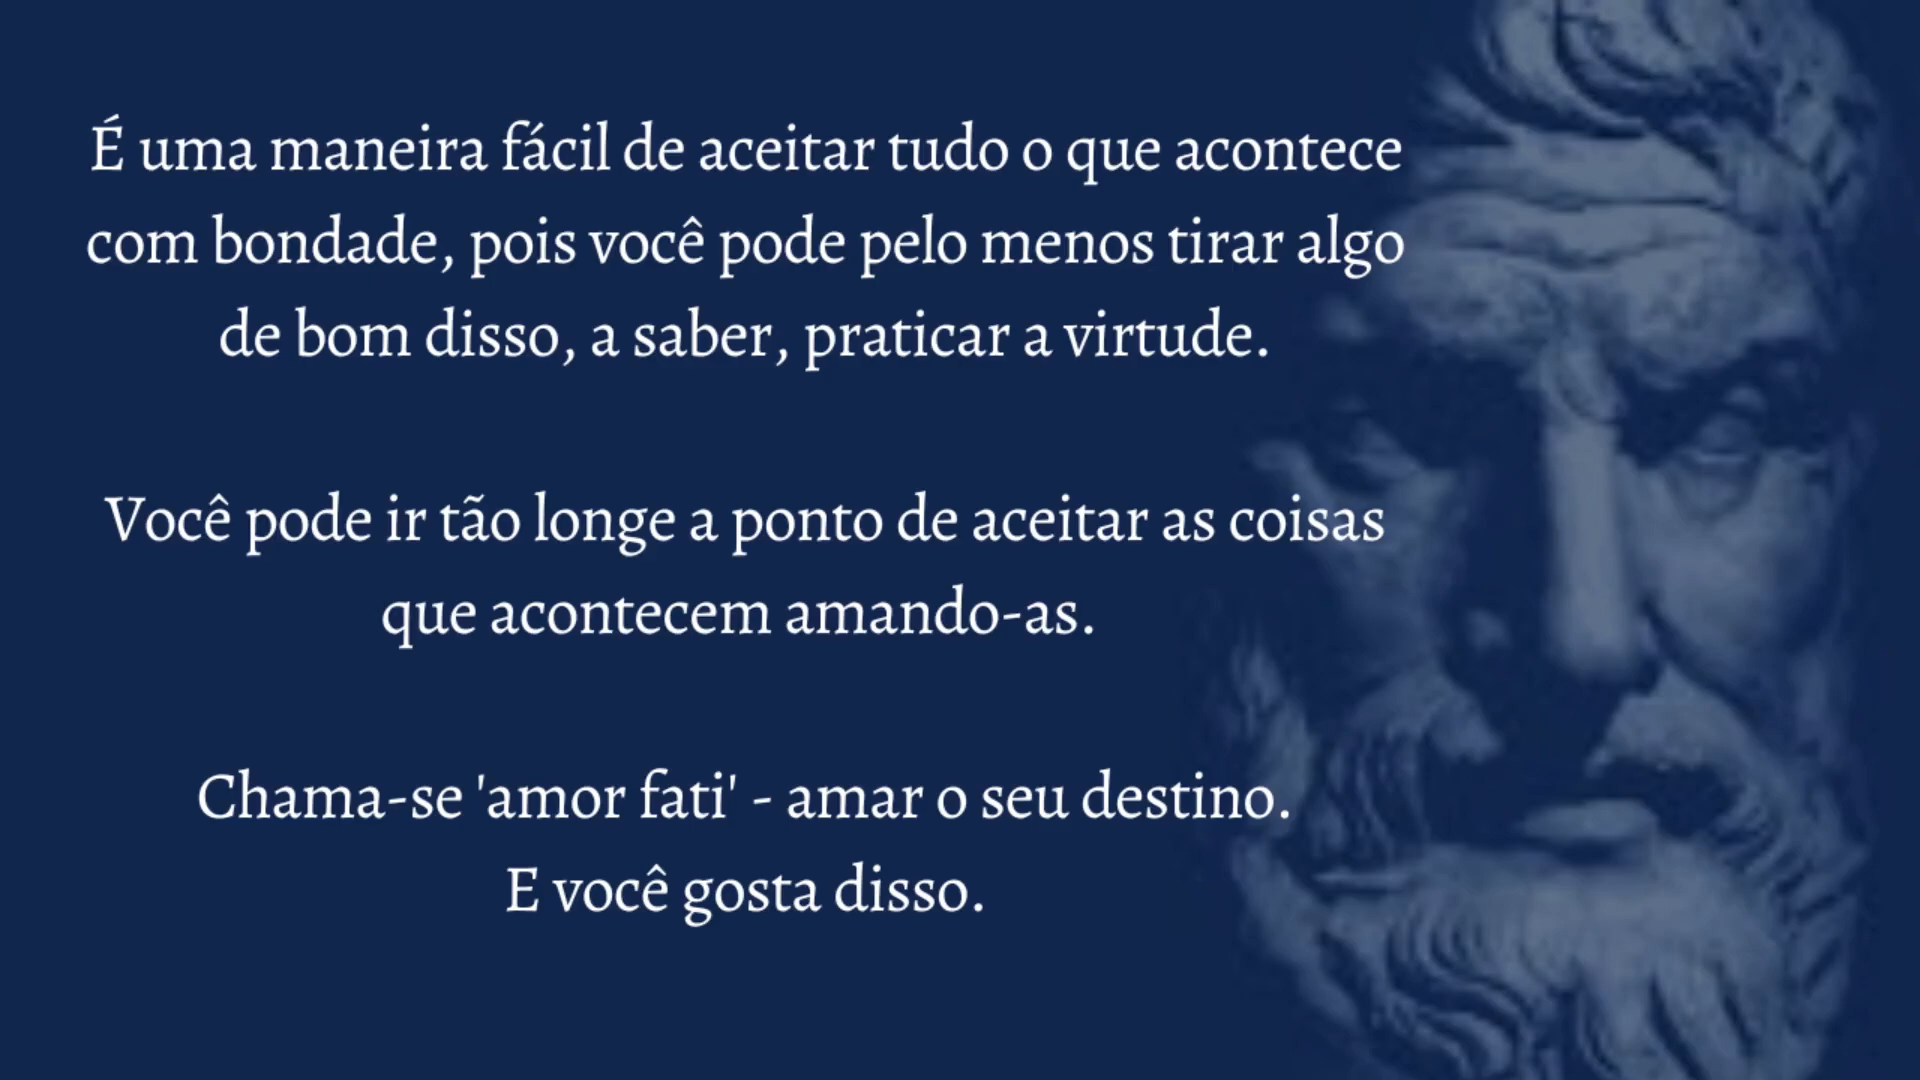 É uma maneira fácil de aceitar tudo o que acontece
com bondade, pois você pode pelo menos tirar algo
de bom disso, a saber, praticar a virtude.
Você pode ir tão longe a ponto de aceitar as coisas
que acontecem amando-as.
Chama-se 'amor fati' - amar o seu destino.
E você gosta disso.